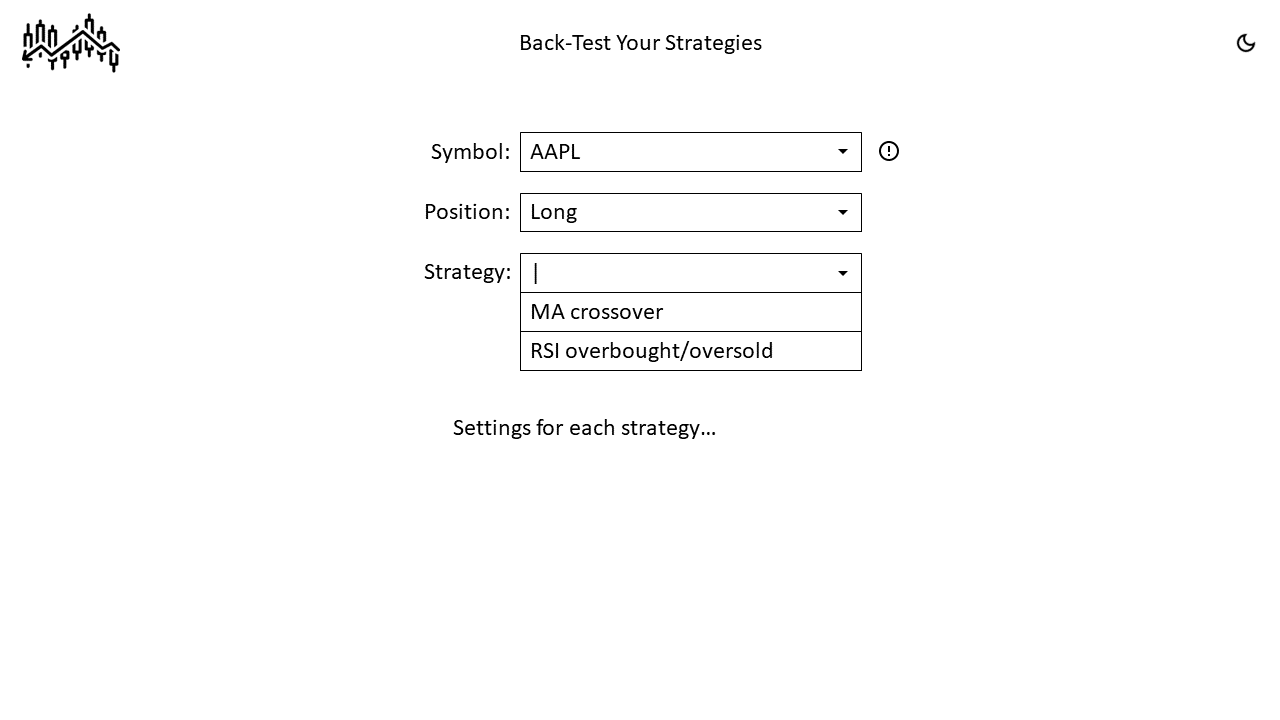 Back-Test Your Strategies
Symbol: AAPL
Position: Long
Strategy:
MA crossover
RSI overbought/oversold
Settings for each strategy...